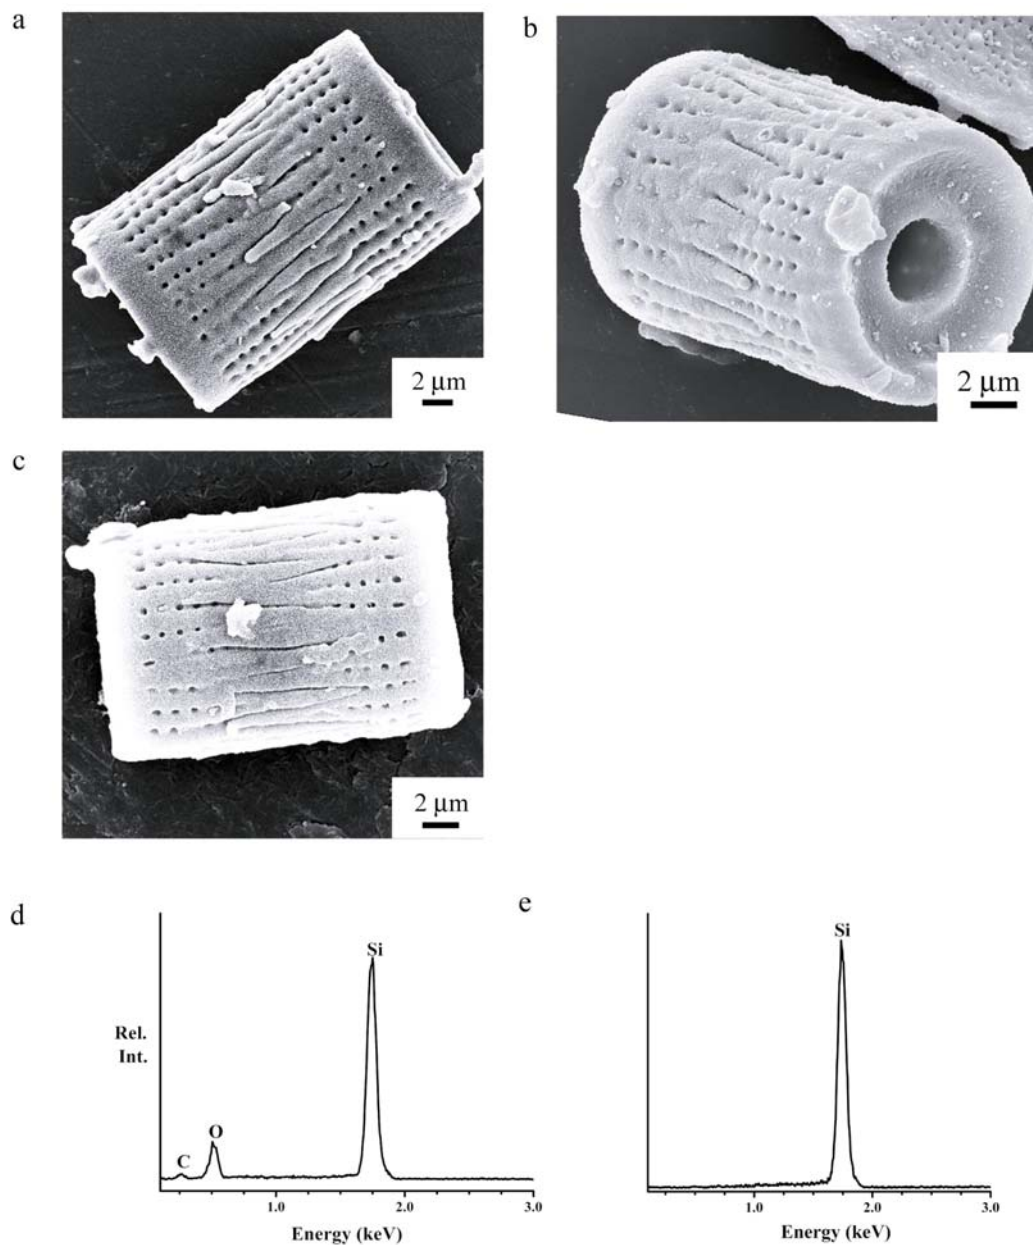 a
b
2 μm
2 μm
c
2 μm
d
e
Si
Si
Rel.
Int.
O
C
1.0
2.0
3.0
1.0
2.0
3.0
Energy (keV)
Energy (keV)